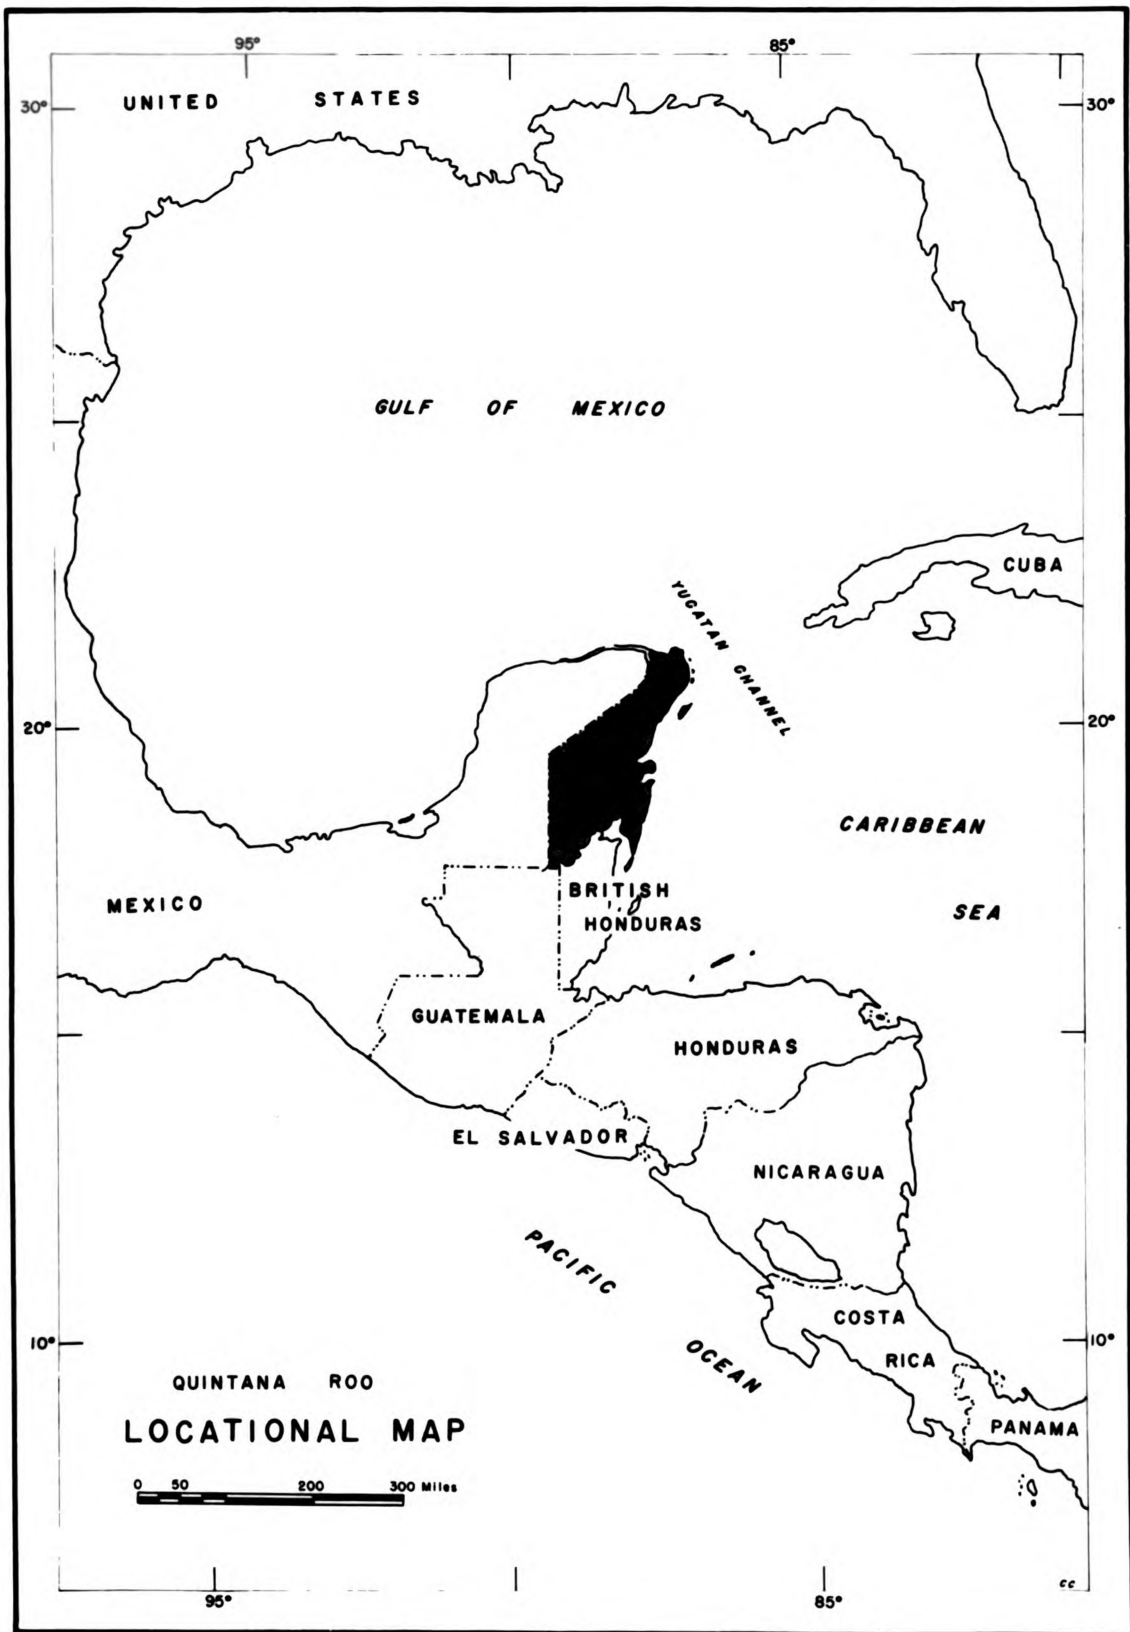 95° 85°
30° UNITED STATES 30°
GULF OF MEXICO
CUBA
YUCATAN CHANNEL
20° 20°
CARIBBEAN
SEA
MEXICO
BRITISH
HONDURAS
GUATEMALA
HONDURAS
EL SALVADOR
NICARAGUA
PACIFIC
OCEAN
COSTA
RICA
PANAMA
10° 10°
QUINTANA ROO
LOCATIONAL MAP
0 50 200 300 Miles
CC
95° 85°